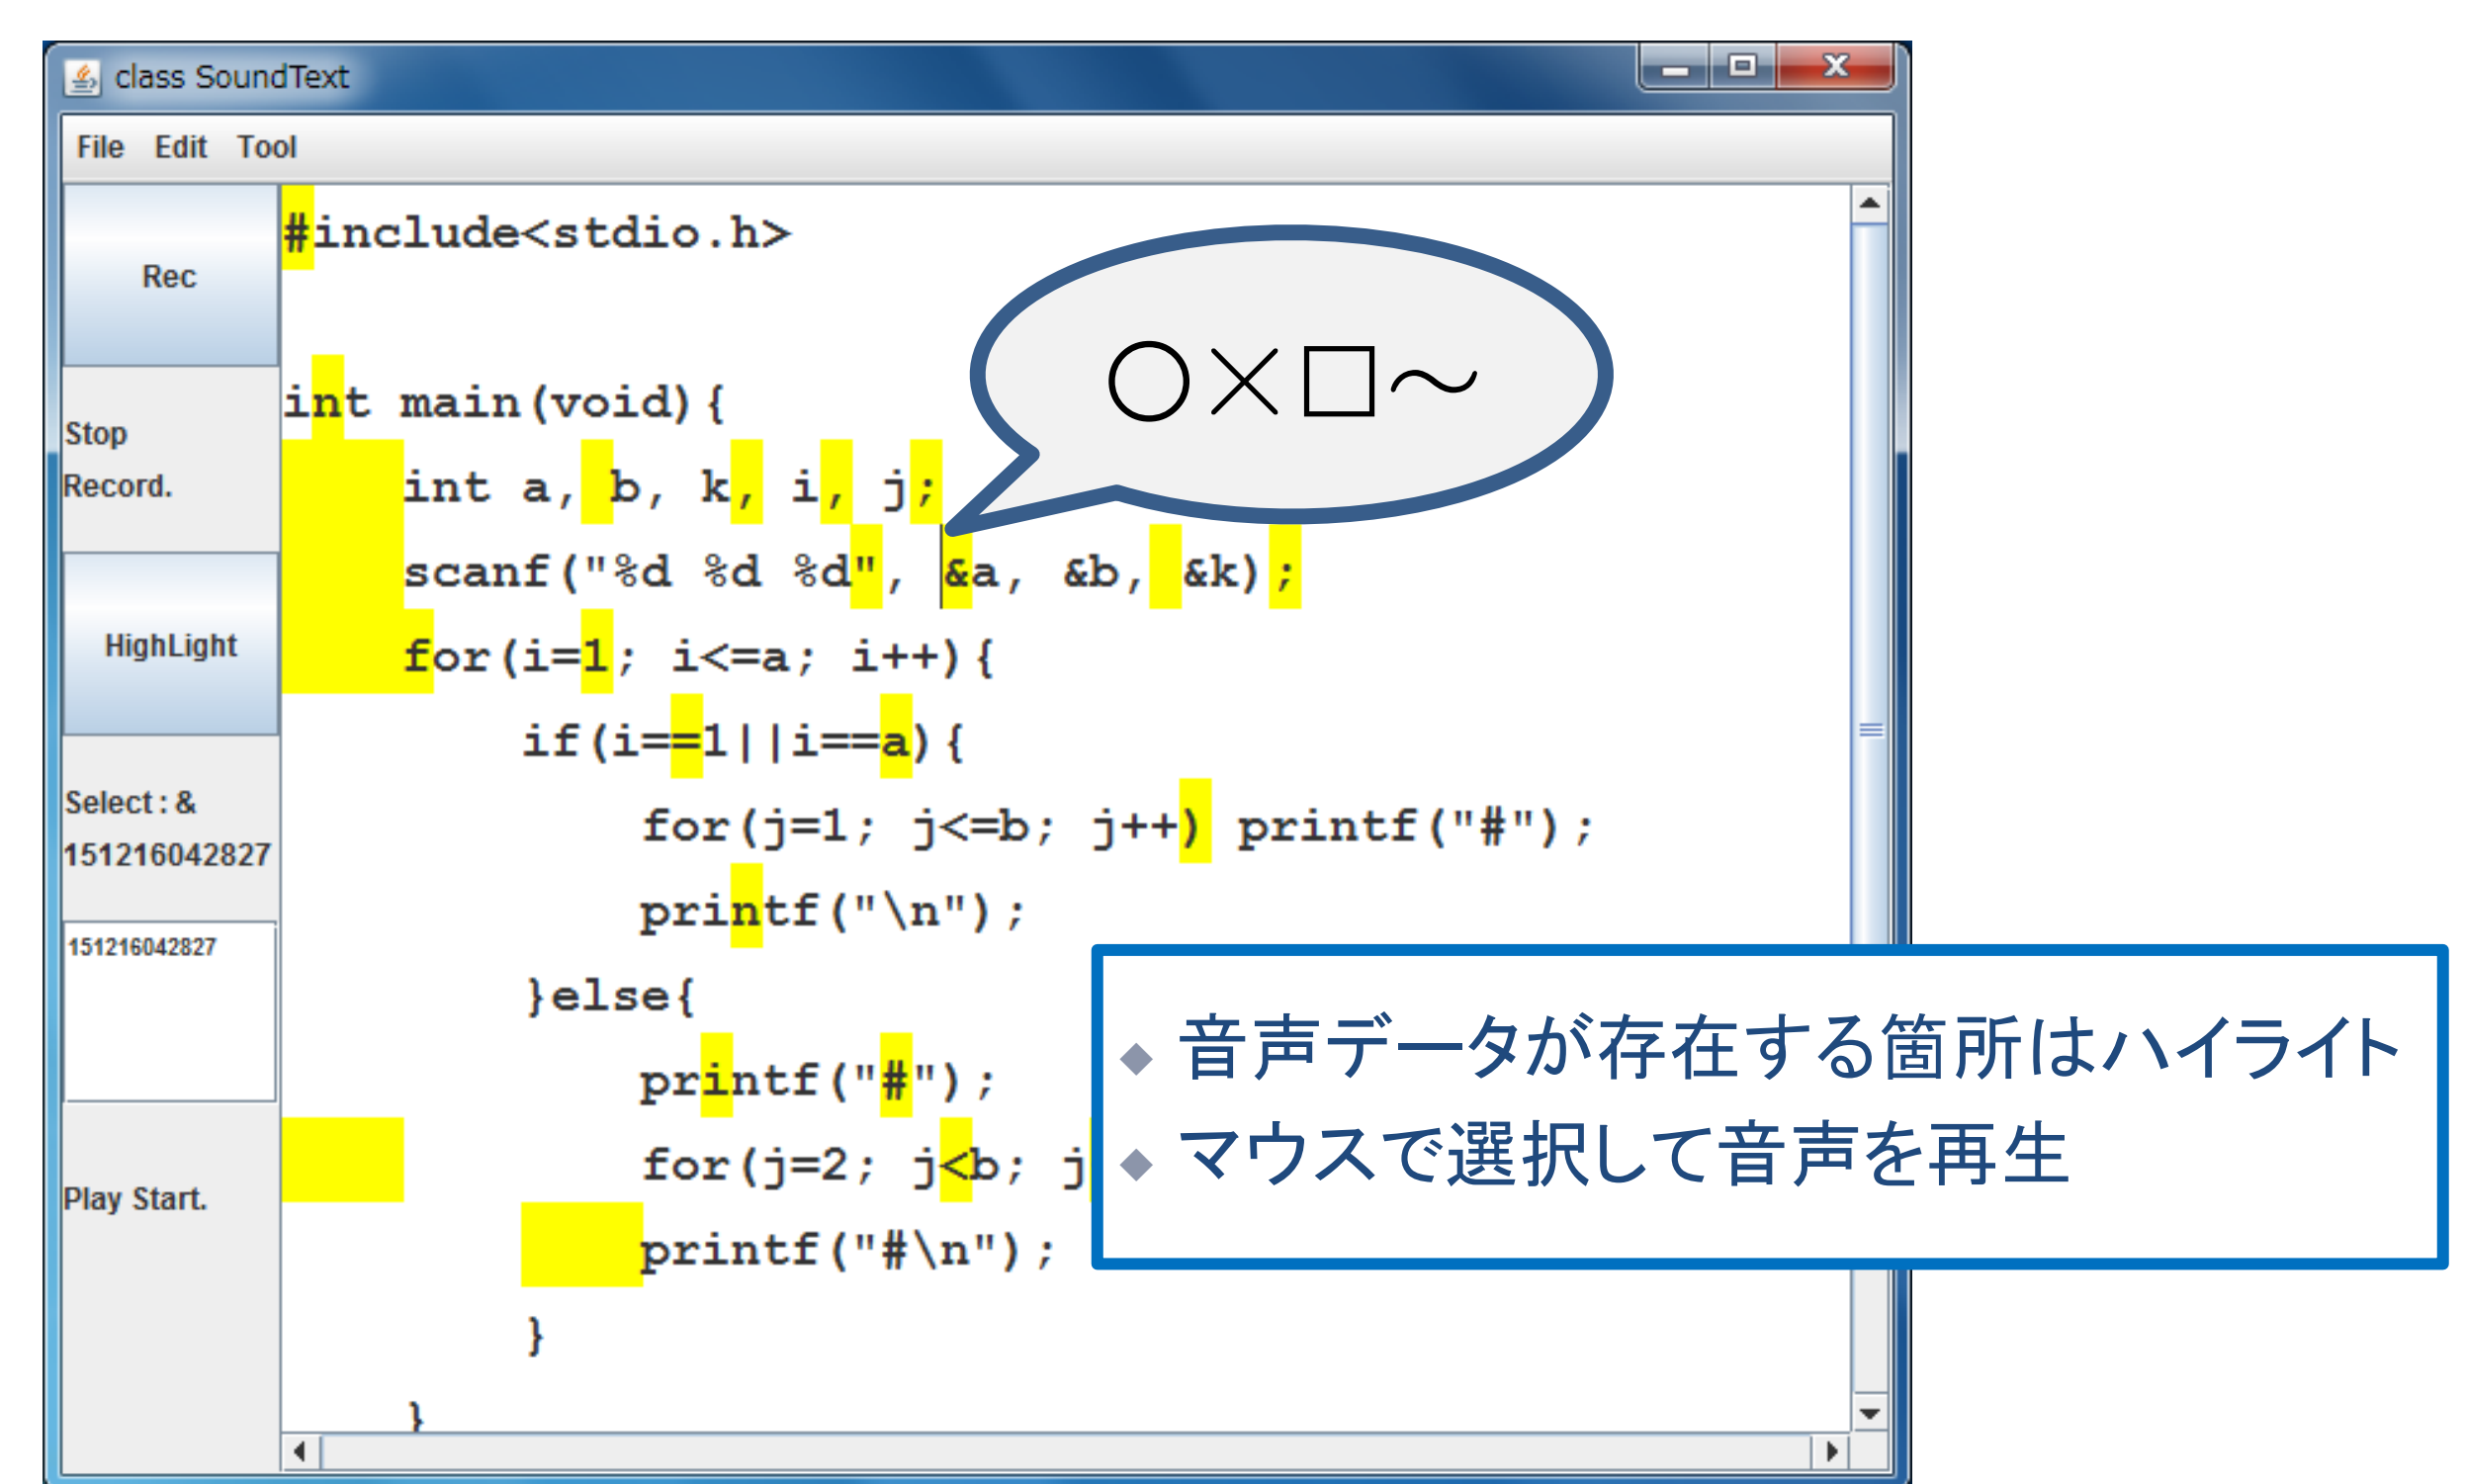 class SoundText
File Edit Tool
Rec
Stop
Record.
HighLight
Select : &
151216042827
151216042827
Play Start.
#include<stdio.h>
int main(void){
int a, b, k, i, j;
scanf("%d %d %d", &a, &b, &k);
for(i=1; i<=a; i++){
if(i==1||i==a){
for(j=1; j<=b; j++) printf("#");
printf("\n");
}else{
printf("#");
for(j=2; j<b; j
printf("#\n");
}
}
○×□～
◆ 音声データが存在する箇所はハイライト
◆ マウスで選択して音声を再生